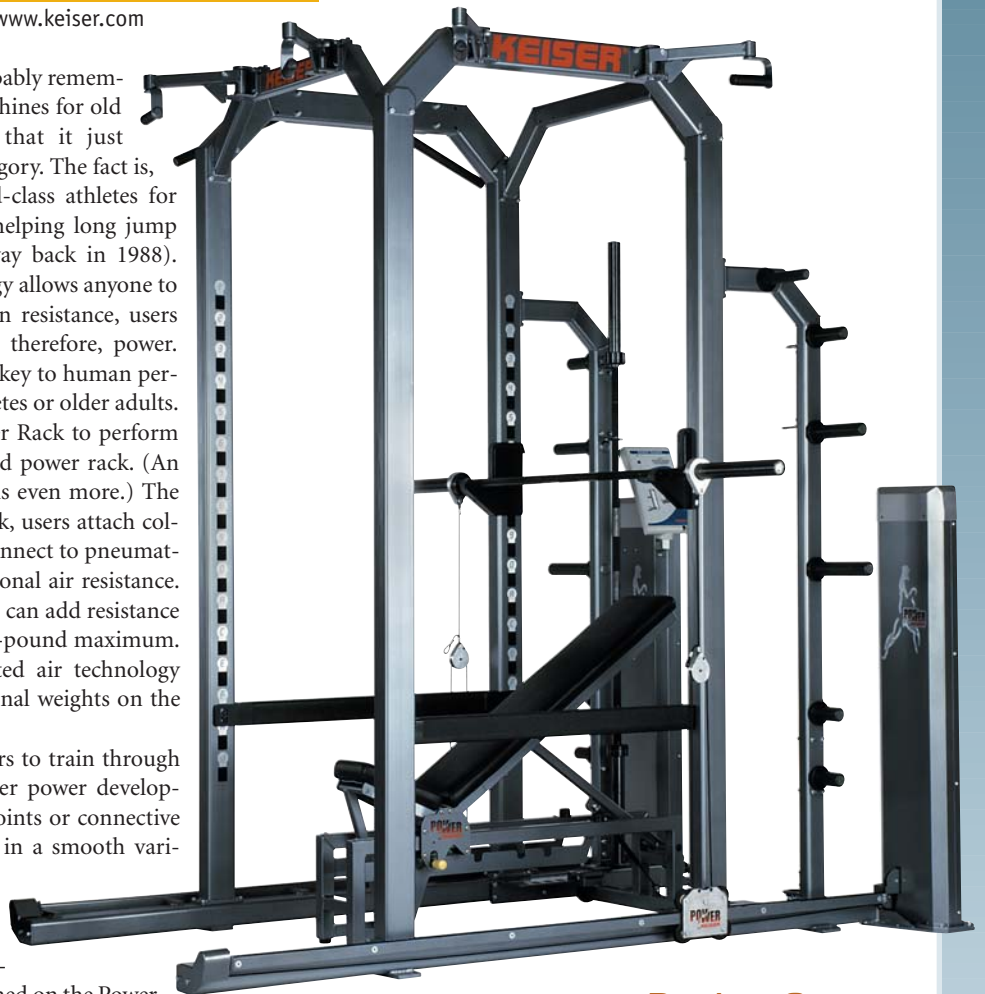 www.keiser.com
KEISER
KEISER
bably remem-
hines for old
that it just
gory. The fact is,
l-class athletes for
helping long jump
ay back in 1988).
gy allows anyone to
n resistance, users
therefore, power.
key to human per-
etes or older adults.
r Rack to perform
d power rack. (An
s even more.) The
k, users attach col-
nnect to pneumat-
onal air resistance.
can add resistance
-pound maximum.
ted air technology
nal weights on the
rs to train through
er power develop-
oints or connective
in a smooth vari-
POWER
POWER
POWER